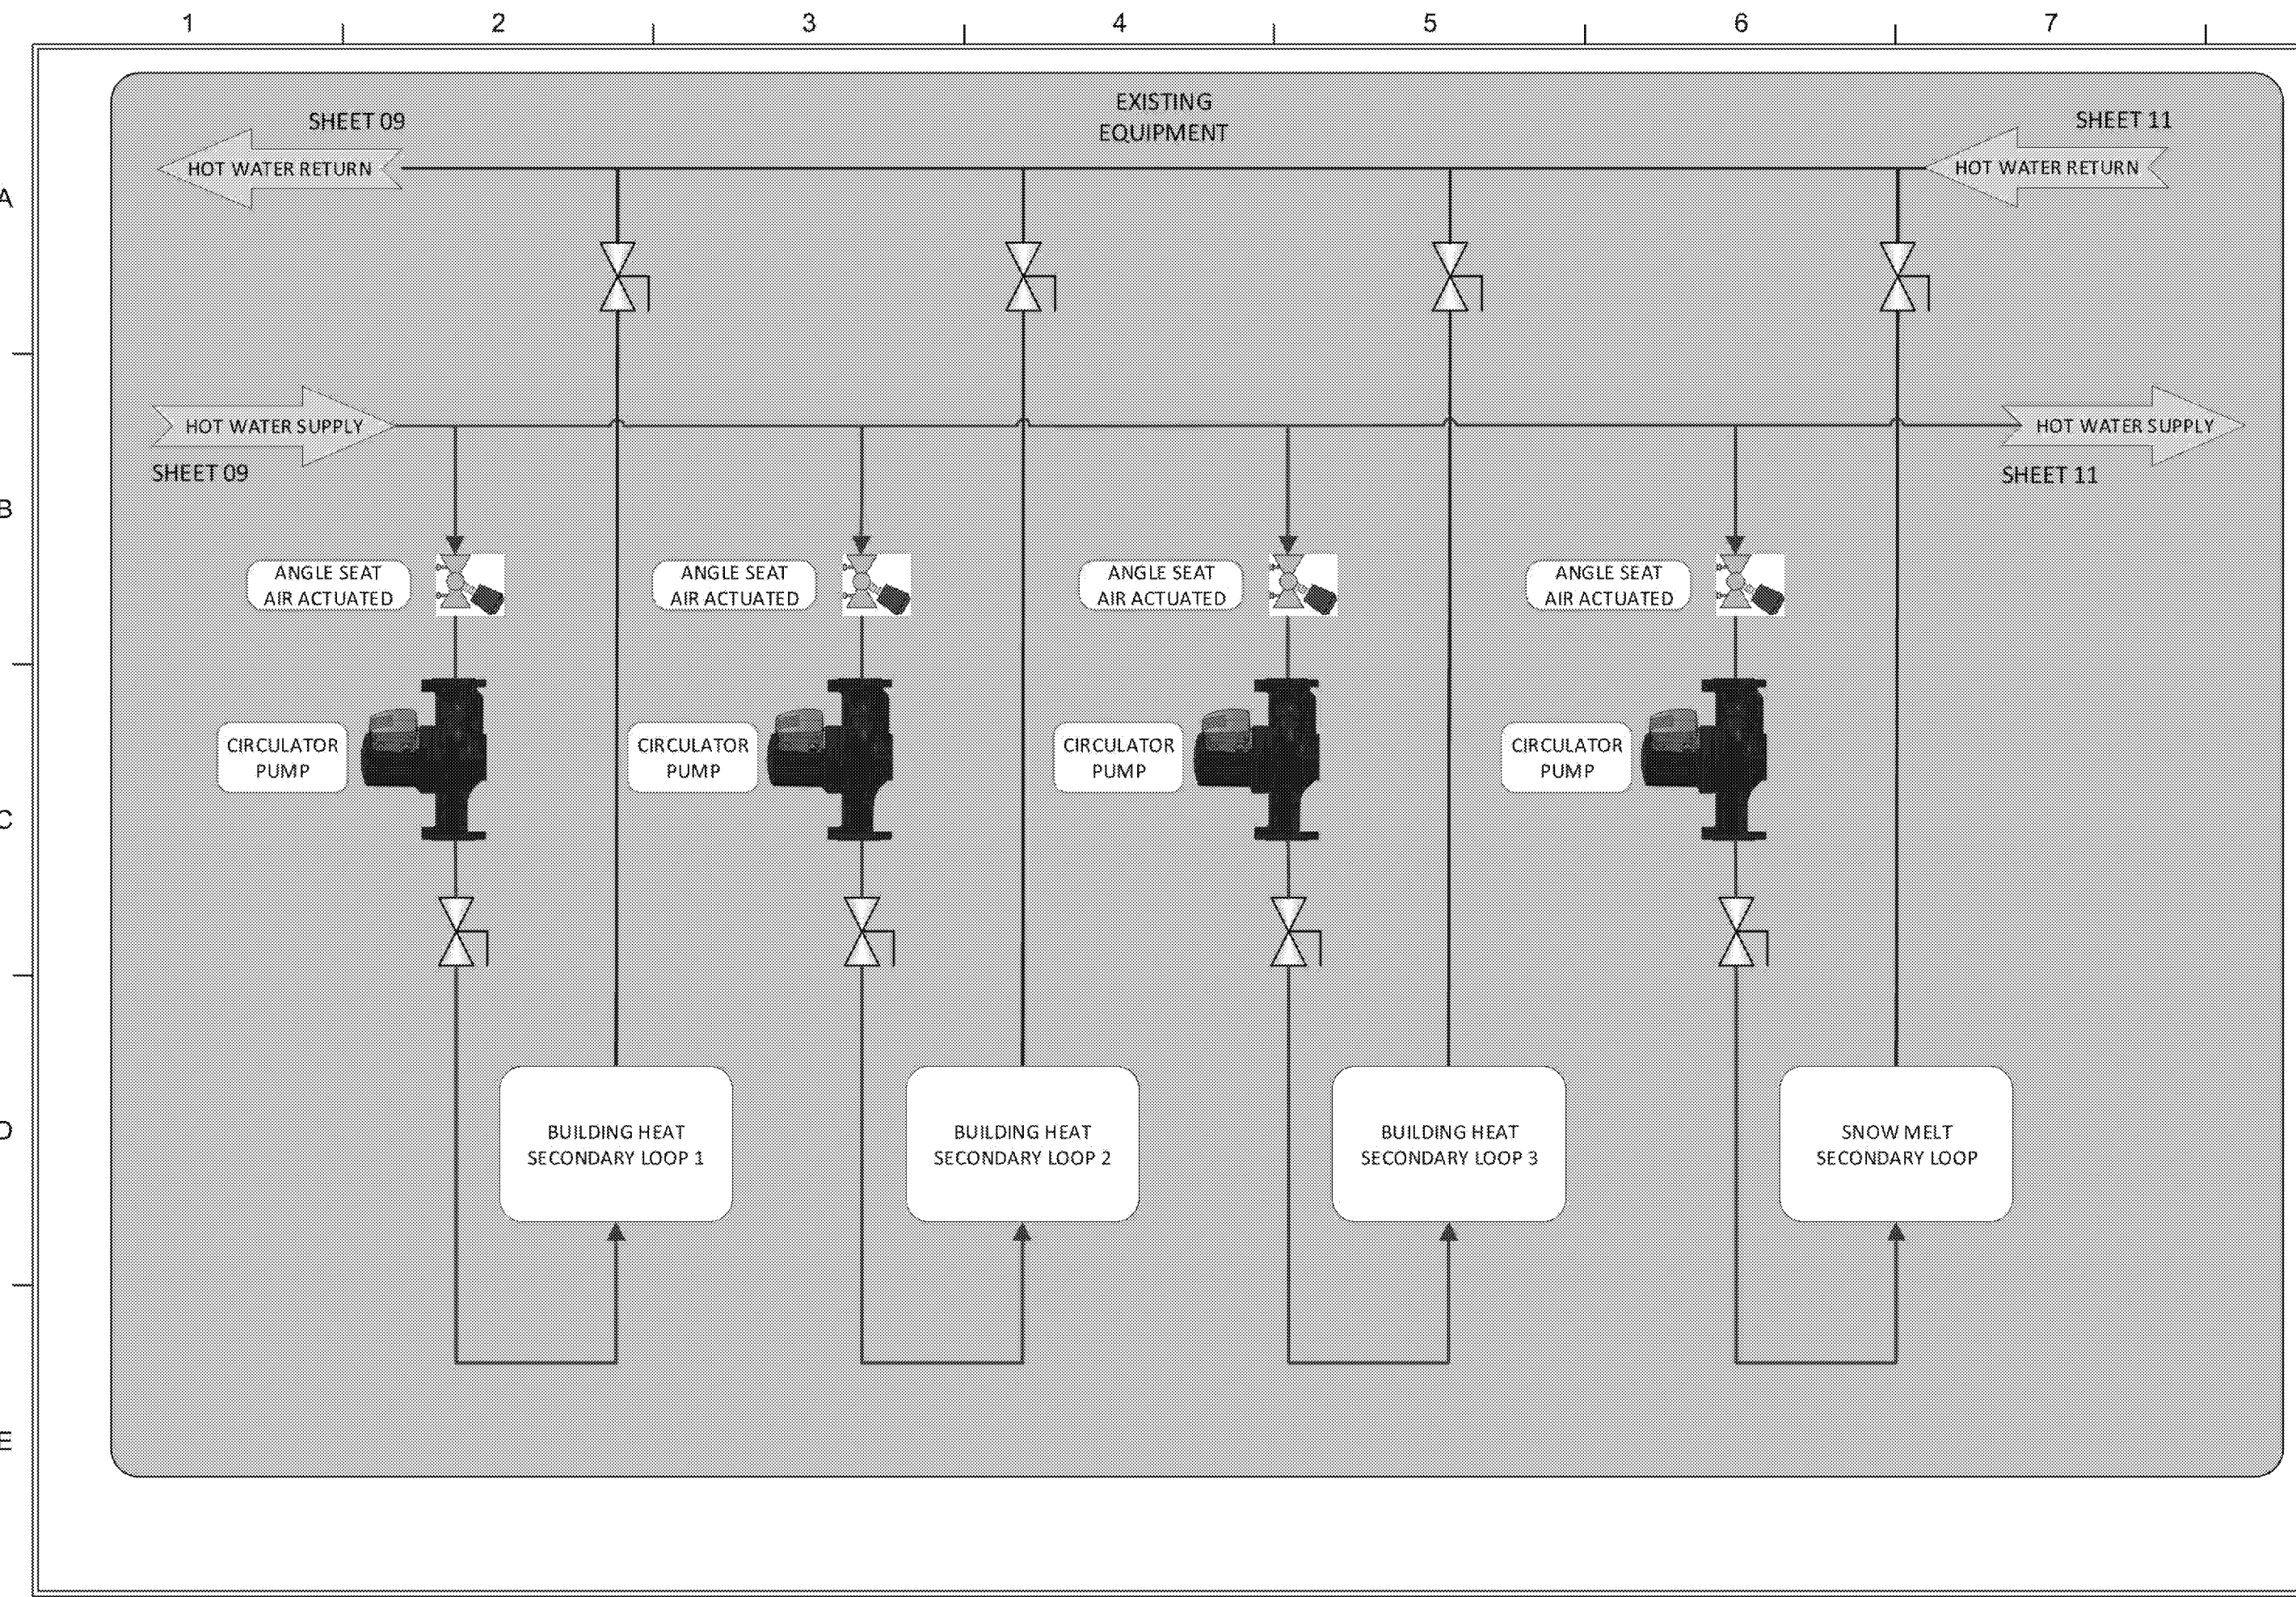 1 2 3 4 5 6 7
EXISTING
EQUIPMENT
SHEET 09
SHEET 11
HOT WATER RETURN
HOT WATER RETURN
A
HOT WATER SUPPLY
HOT WATER SUPPLY
SHEET 09
SHEET 11
B
ANGLE SEAT
AIR ACTUATED
ANGLE SEAT
AIR ACTUATED
ANGLE SEAT
AIR ACTUATED
ANGLE SEAT
AIR ACTUATED
CIRCULATOR
PUMP
CIRCULATOR
PUMP
CIRCULATOR
PUMP
CIRCULATOR
PUMP
C
D
BUILDING HEAT
SECONDARY LOOP 1
BUILDING HEAT
SECONDARY LOOP 2
BUILDING HEAT
SECONDARY LOOP 3
SNOW MELT
SECONDARY LOOP
E